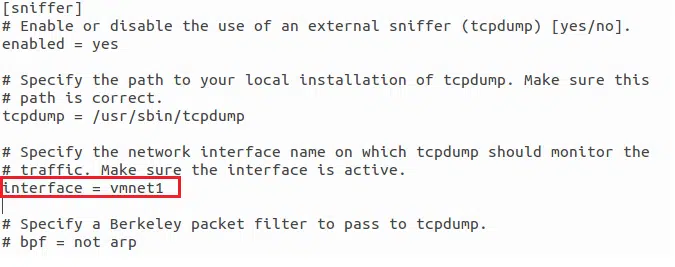 [sniffer]
# Enable or disable the use of an external sniffer (tcpdump) [yes/no].
enabled = yes
# Specify the path to your local installation of tcpdump. Make sure this
# path is correct.
tcpdump = /usr/sbin/tcpdump
# Specify the network interface name on which tcpdump should monitor the
# traffic. Make sure the interface is active.
interface = vmnet1
# Specify a Berkeley packet filter to pass to tcpdump.
# bpf = not arp